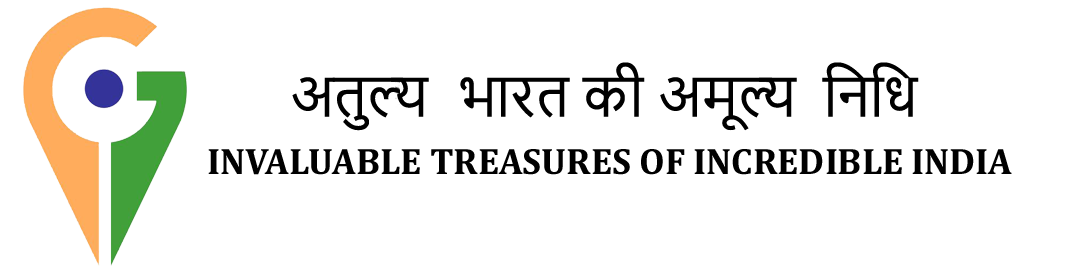 अतुल्य भारत की अमूल्य निधि
INVALUABLE TREASURES OF INCREDIBLE INDIA